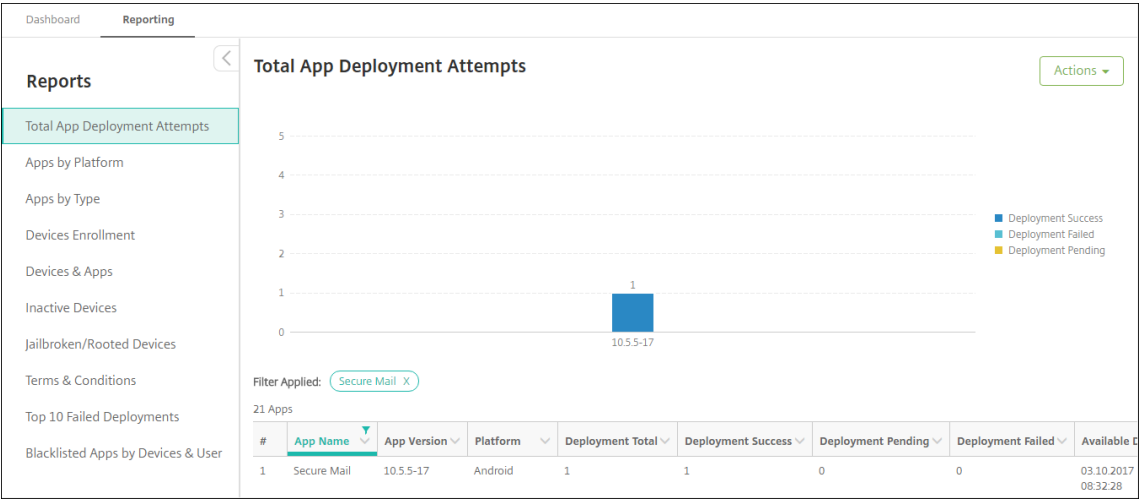 Dashboard Reporting
Reports
Total App Deployment Attempts
Apps by Platform
Apps by Type
Devices Enrollment
Devices & Apps
Inactive Devices
Jailbroken/Rooted Devices
Terms & Conditions
Top 10 Failed Deployments
Blacklisted Apps by Devices & User
Total App Deployment Attempts
Actions
5
4
3
2
1
0
1
10.5.5-17
Deployment Success
Deployment Failed
Deployment Pending
Filter Applied: Secure Mail X
21 Apps
# App Name App Version Platform Deployment Total Deployment Success Deployment Pending Deployment Failed Available D
1 Secure Mail 10.5.5-17 Android 1 1 0 0 03.10.2017
08:32:28